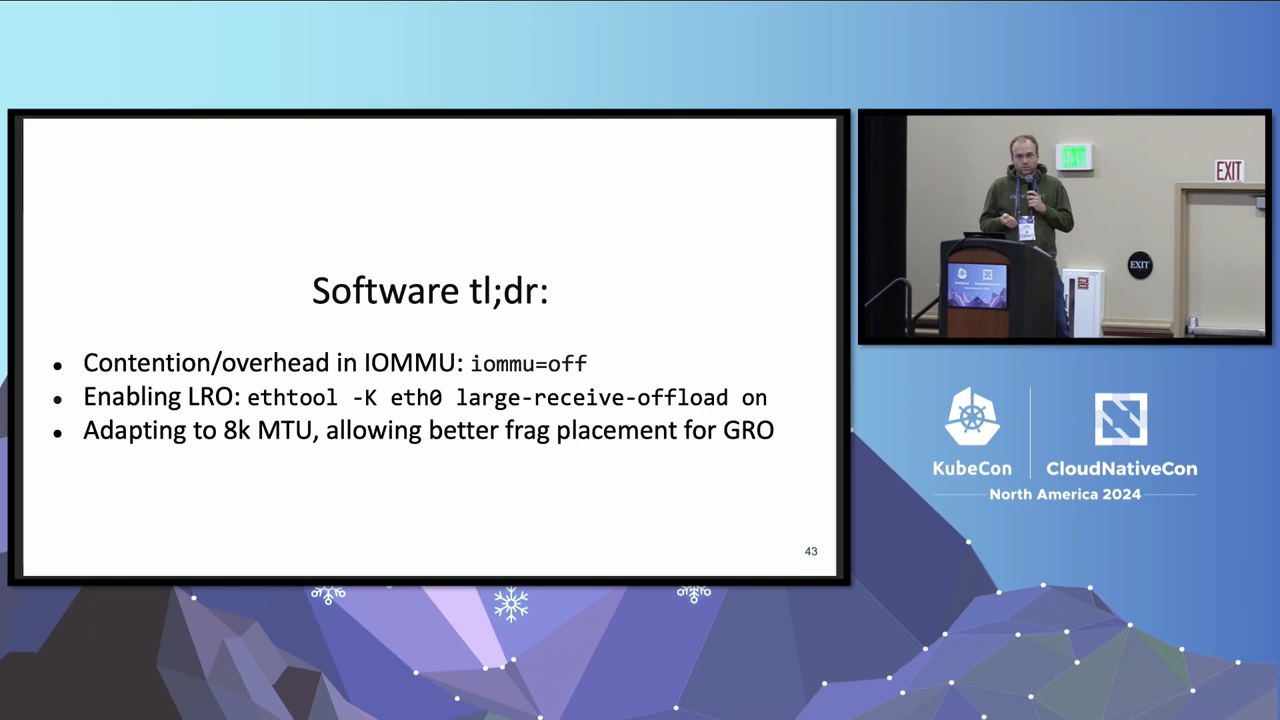 Software tl;dr:
• Contention/overhead in IOMMU: iommu=off
• Enabling LRO: ethtool -K eth0 large-receive-offload on
• Adapting to 8k MTU, allowing better frag placement for GRO
43
EXIT
EXIT
EXIT
KubeCon
CloudNativeCon
North America 2024